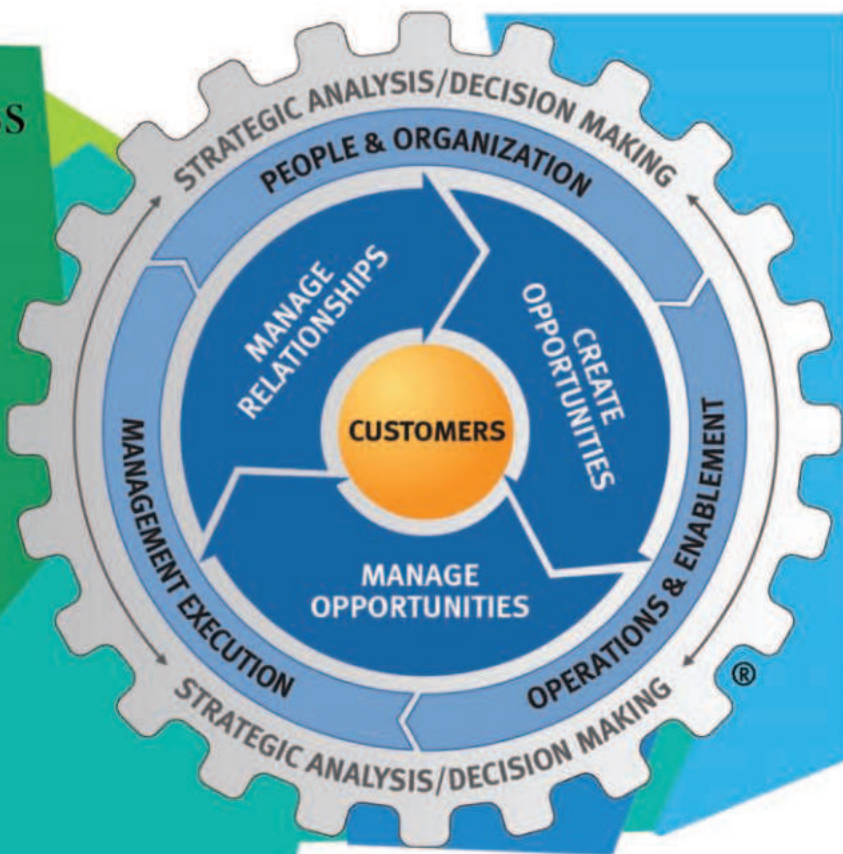 STRATEGIC ANALYSIS/DECISION MAKING
PEOPLE & ORGANIZATION
MANAGE
RELATIONSHIPS
CREATE
OPPORTUNITIES
CUSTOMERS
MANAGE
OPPORTUNITIES
MANAGEMENT EXECUTION
OPERATIONS & ENABLEMENT
STRATEGIC ANALYSIS/DECISION MAKING
®